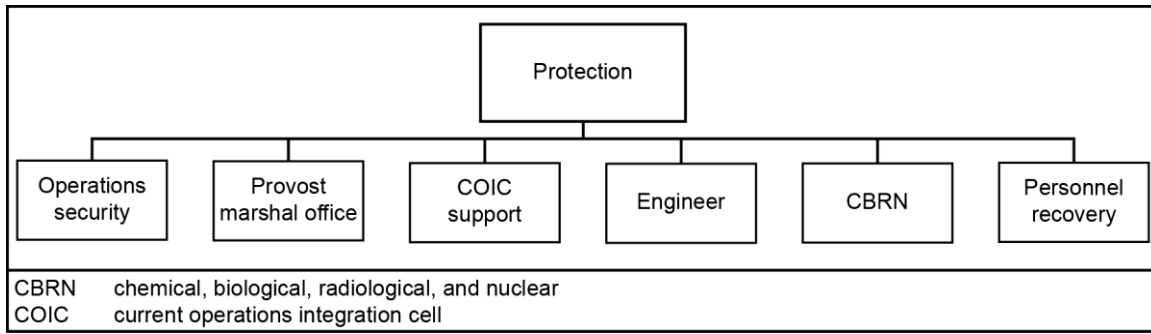 Protection
Operations
security
Provost
marshal office
COIC
support
Engineer
CBRN
Personnel
recovery
CBRN chemical, biological, radiological, and nuclear
COIC current operations integration cell